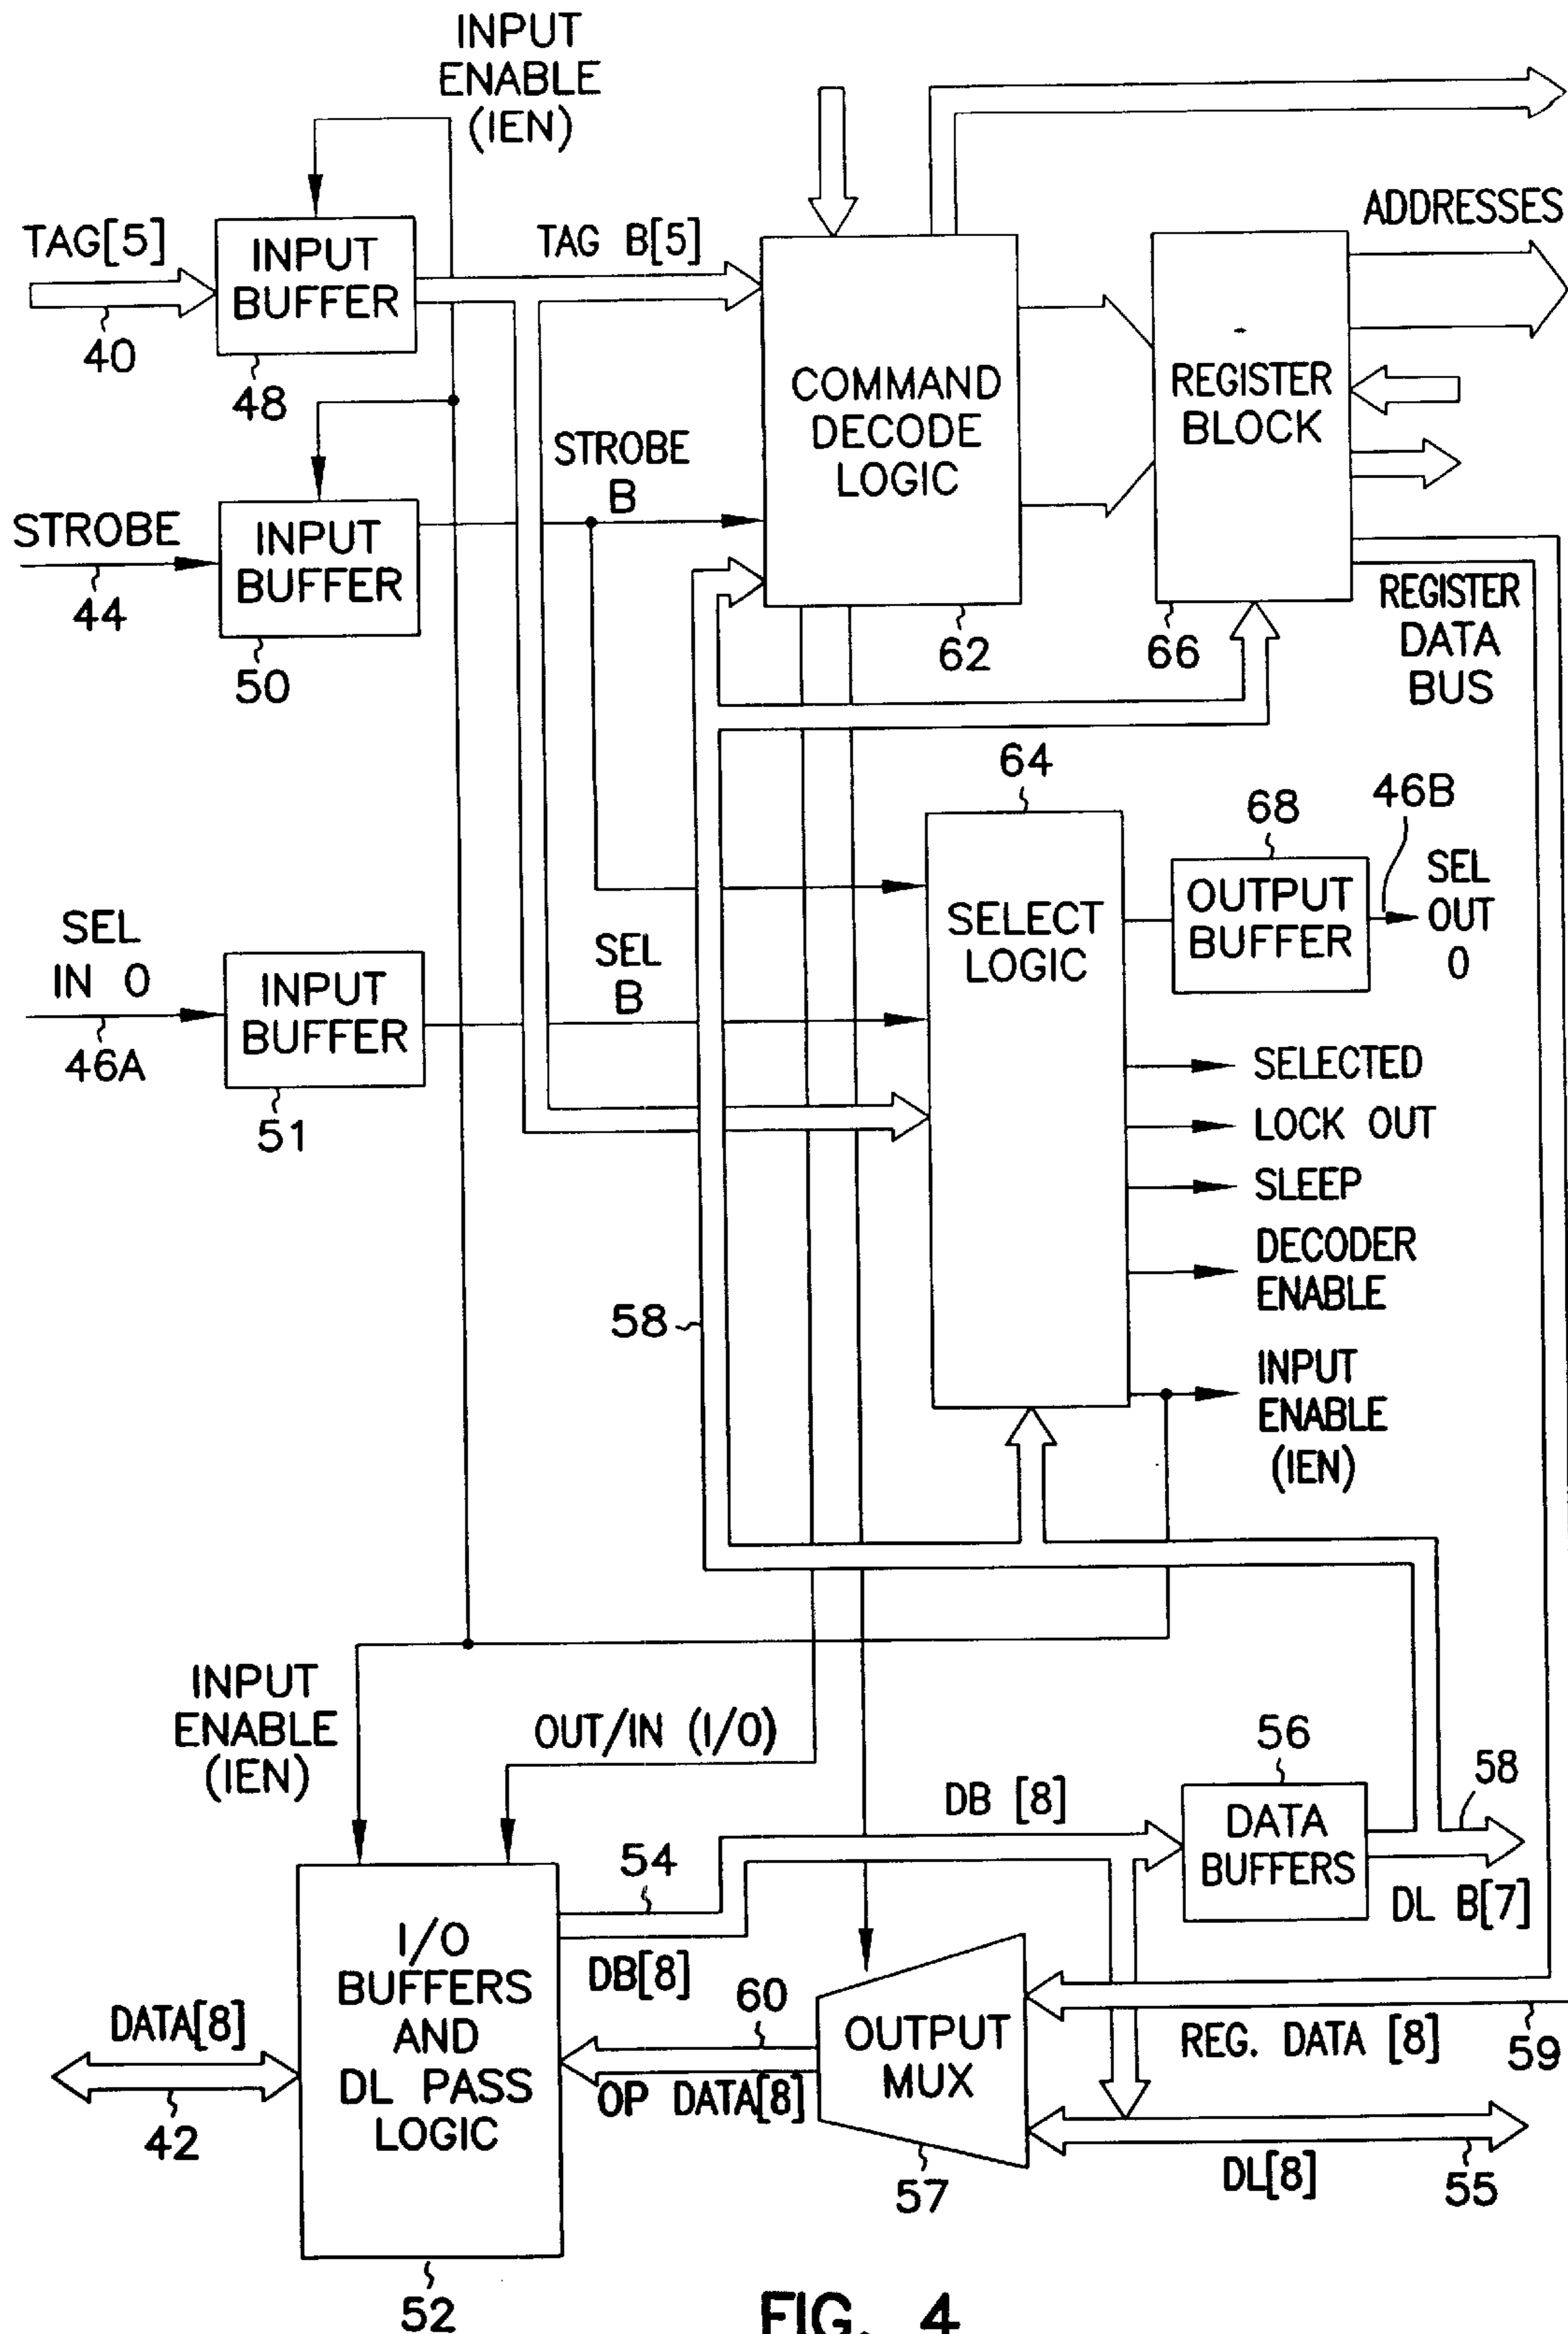 INPUT
ENABLE
(IEN)
ADDRESSES
TAG[5]
INPUT
BUFFER
TAG B[5]
40
48
COMMAND
DECODE
LOGIC
REGISTER
BLOCK
STROBE
B
STROBE
44
INPUT
BUFFER
50
62
66
REGISTER
DATA
BUS
64
68
46B
SEL
OUT
0
OUTPUT
BUFFER
SELECT
LOGIC
SEL
IN 0
46A
INPUT
BUFFER
51
SEL
B
SELECTED
LOCK OUT
SLEEP
DECODER
ENABLE
58
INPUT
ENABLE
(IEN)
INPUT
ENABLE
(IEN)
OUT/IN (I/O)
56
58
DB [8]
DATA
BUFFERS
DL B[7]
54
DB[8]
I/O
BUFFERS
AND
DL PASS
LOGIC
DATA[8]
42
60
OP DATA[8]
OUTPUT
MUX
57
REG. DATA [8]
59
DL[8]
55
52
FIG. 4